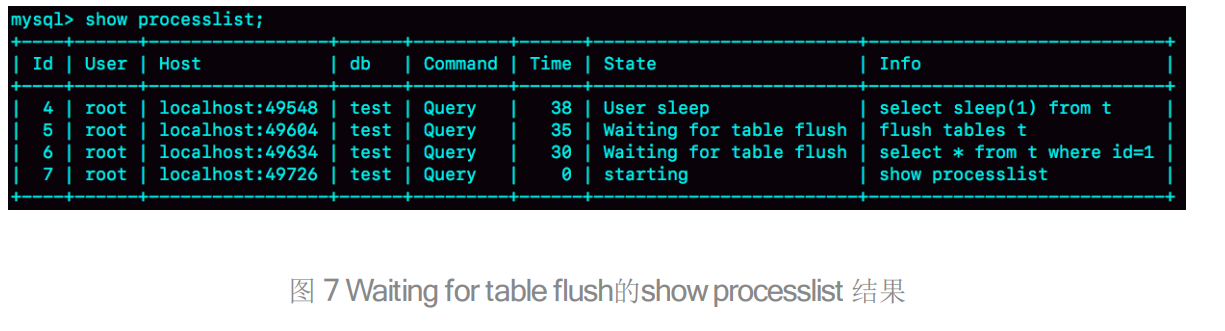 mysql> show processlist;
+----+------+-----------------+------+---------+------+-------------------------+----------------------------+
| Id | User | Host            | db   | Command | Time | State                   | Info                       |
+----+------+-----------------+------+---------+------+-------------------------+----------------------------+
| 4 | root | localhost:49548 | test | Query   | 38 | User sleep              | select sleep(1) from t     |
| 5 | root | localhost:49604 | test | Query   | 35 | Waiting for table flush | flush tables t             |
| 6 | root | localhost:49634 | test | Query   | 30 | Waiting for table flush | select * from t where id=1 |
| 7 | root | localhost:49726 | test | Query   | 0 | starting                | show processlist           |
+----+------+-----------------+------+---------+------+-------------------------+----------------------------+
图 7 Waiting for table flush的show processlist 结果